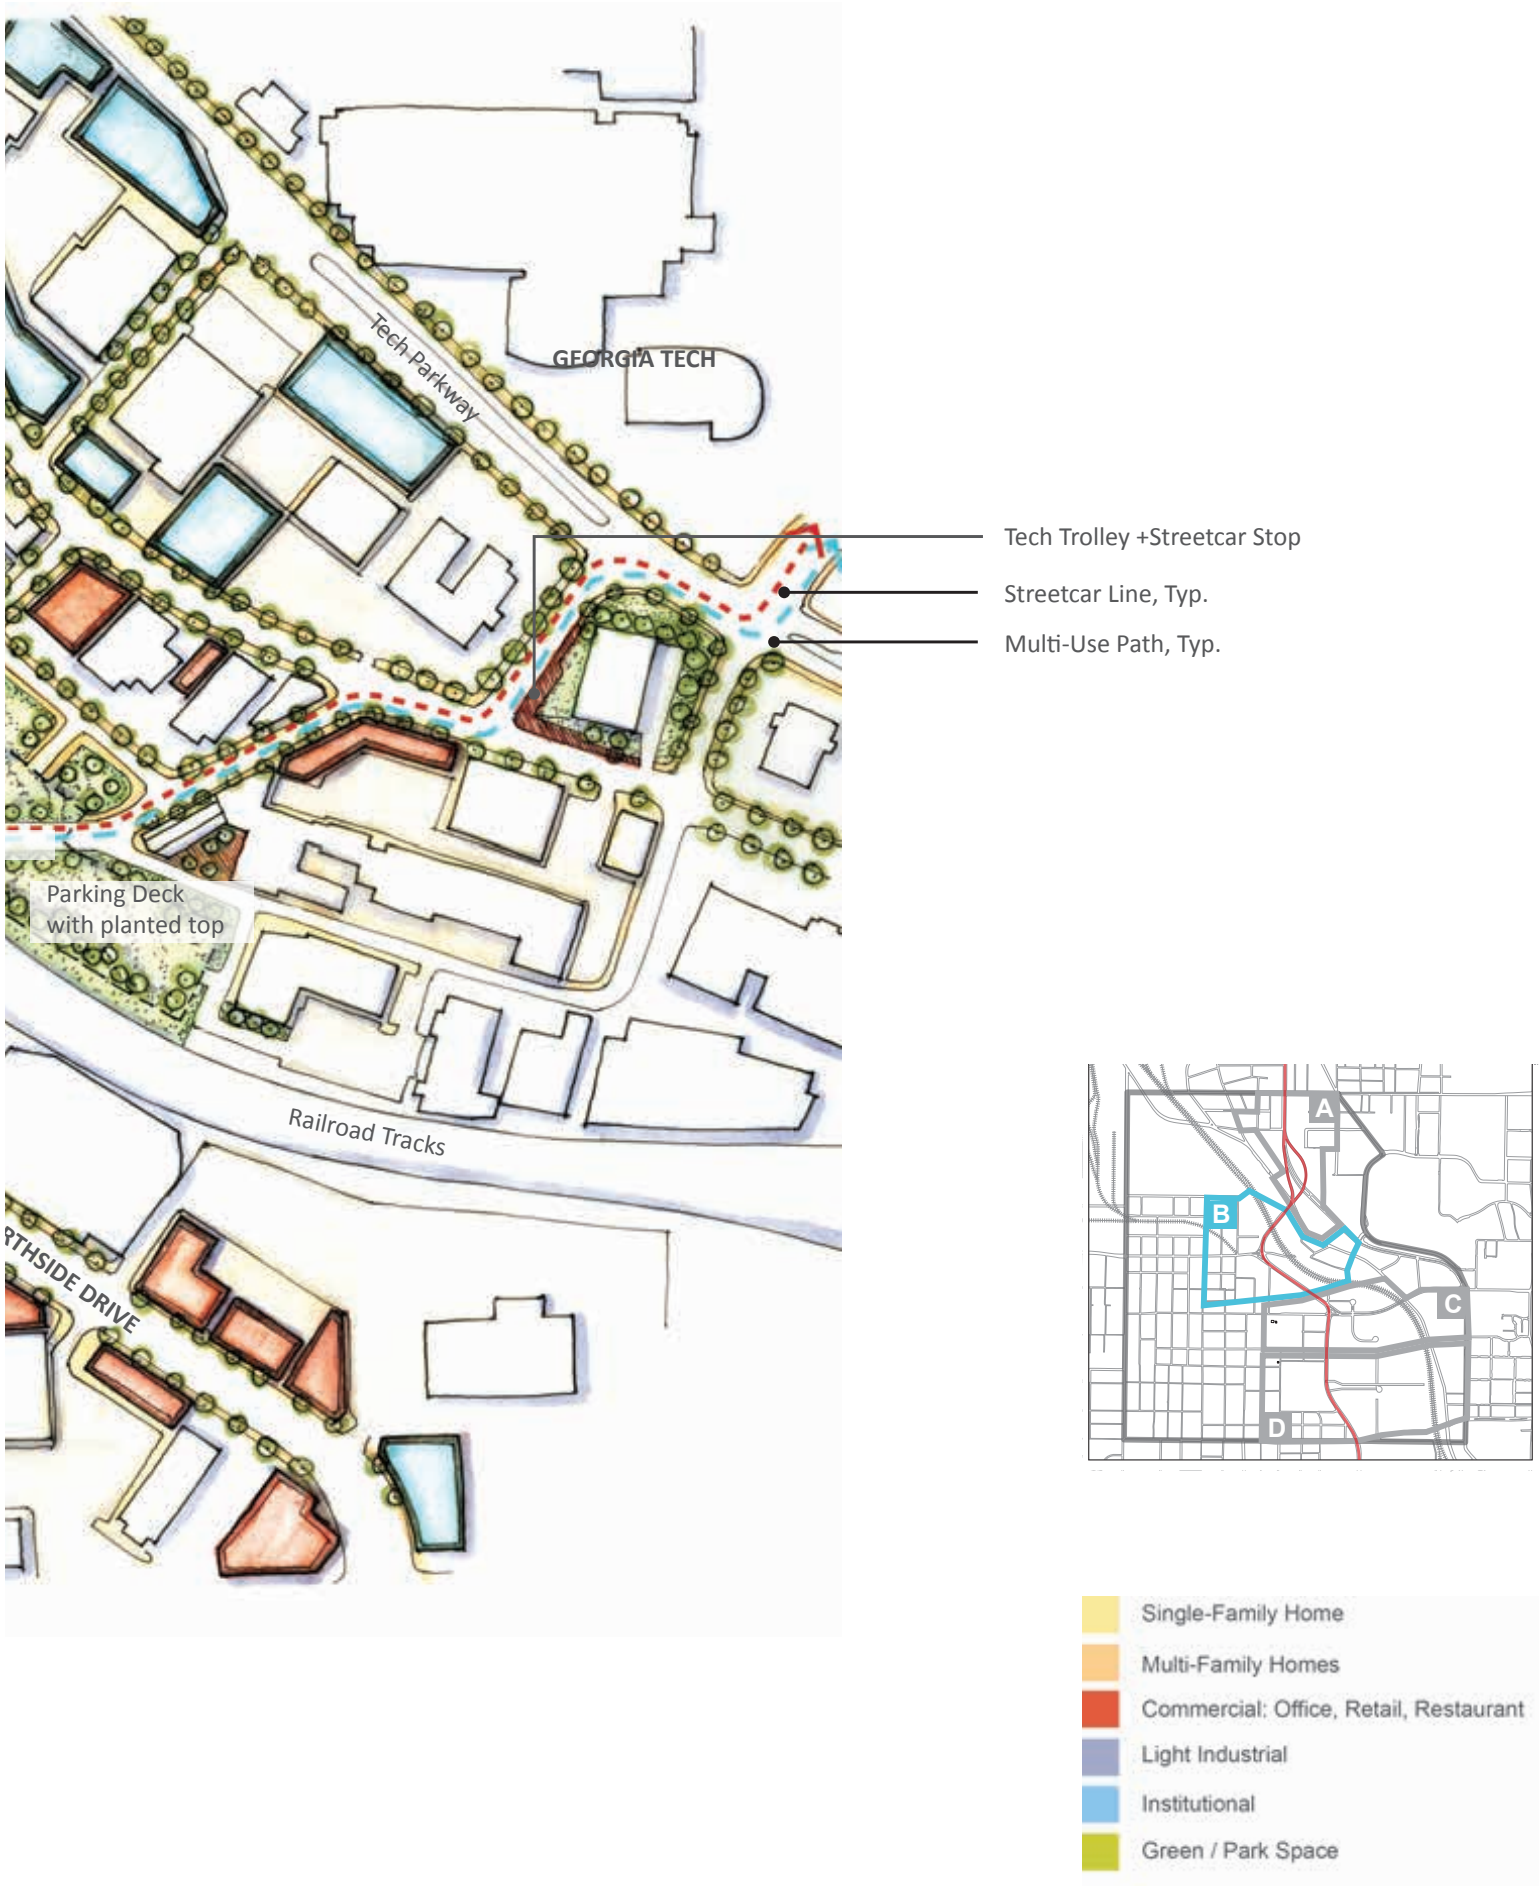 Tech Parkway
GEORGIA TECH
Tech Trolley +Streetcar Stop
Streetcar Line, Typ.
Multi-Use Path, Typ.
Parking Deck
with planted top
Railroad Tracks
RTHSIDE DRIVE
A
B
C
D
Single-Family Home
Multi-Family Homes
Commercial: Office, Retail, Restaurant
Light Industrial
Institutional
Green / Park Space